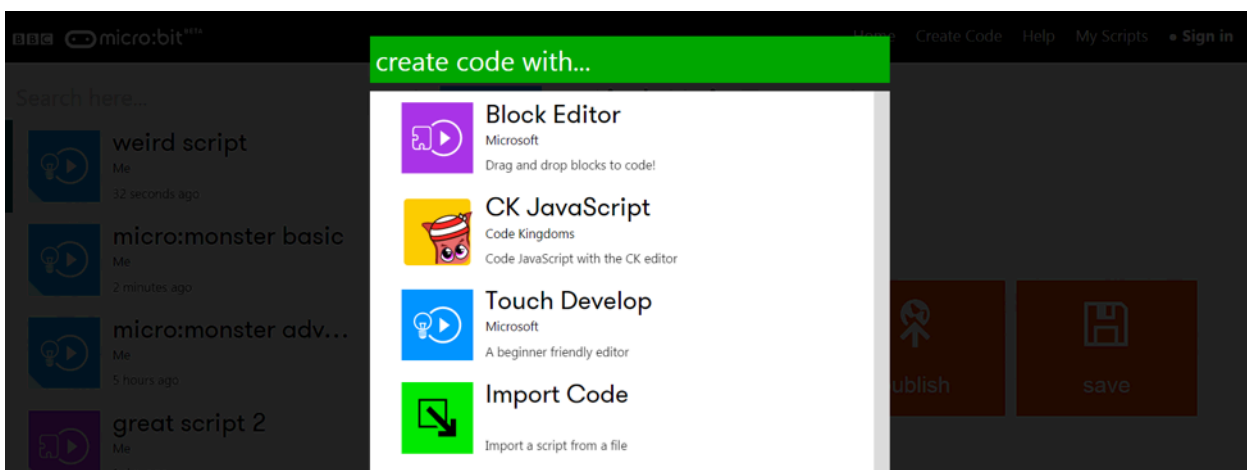 BBC micro:bit BETA
Home Create Code Help My Scripts • Sign in
Search here...
weird script
Me
32 seconds ago
micro:monster basic
Me
2 minutes ago
micro:monster adv...
Me
5 hours ago
great script 2
Me
create code with...
Block Editor
Microsoft
Drag and drop blocks to code!
CK JavaScript
Code Kingdoms
Code JavaScript with the CK editor
Touch Develop
Microsoft
A beginner friendly editor
Import Code
Import a script from a file
ublish
save